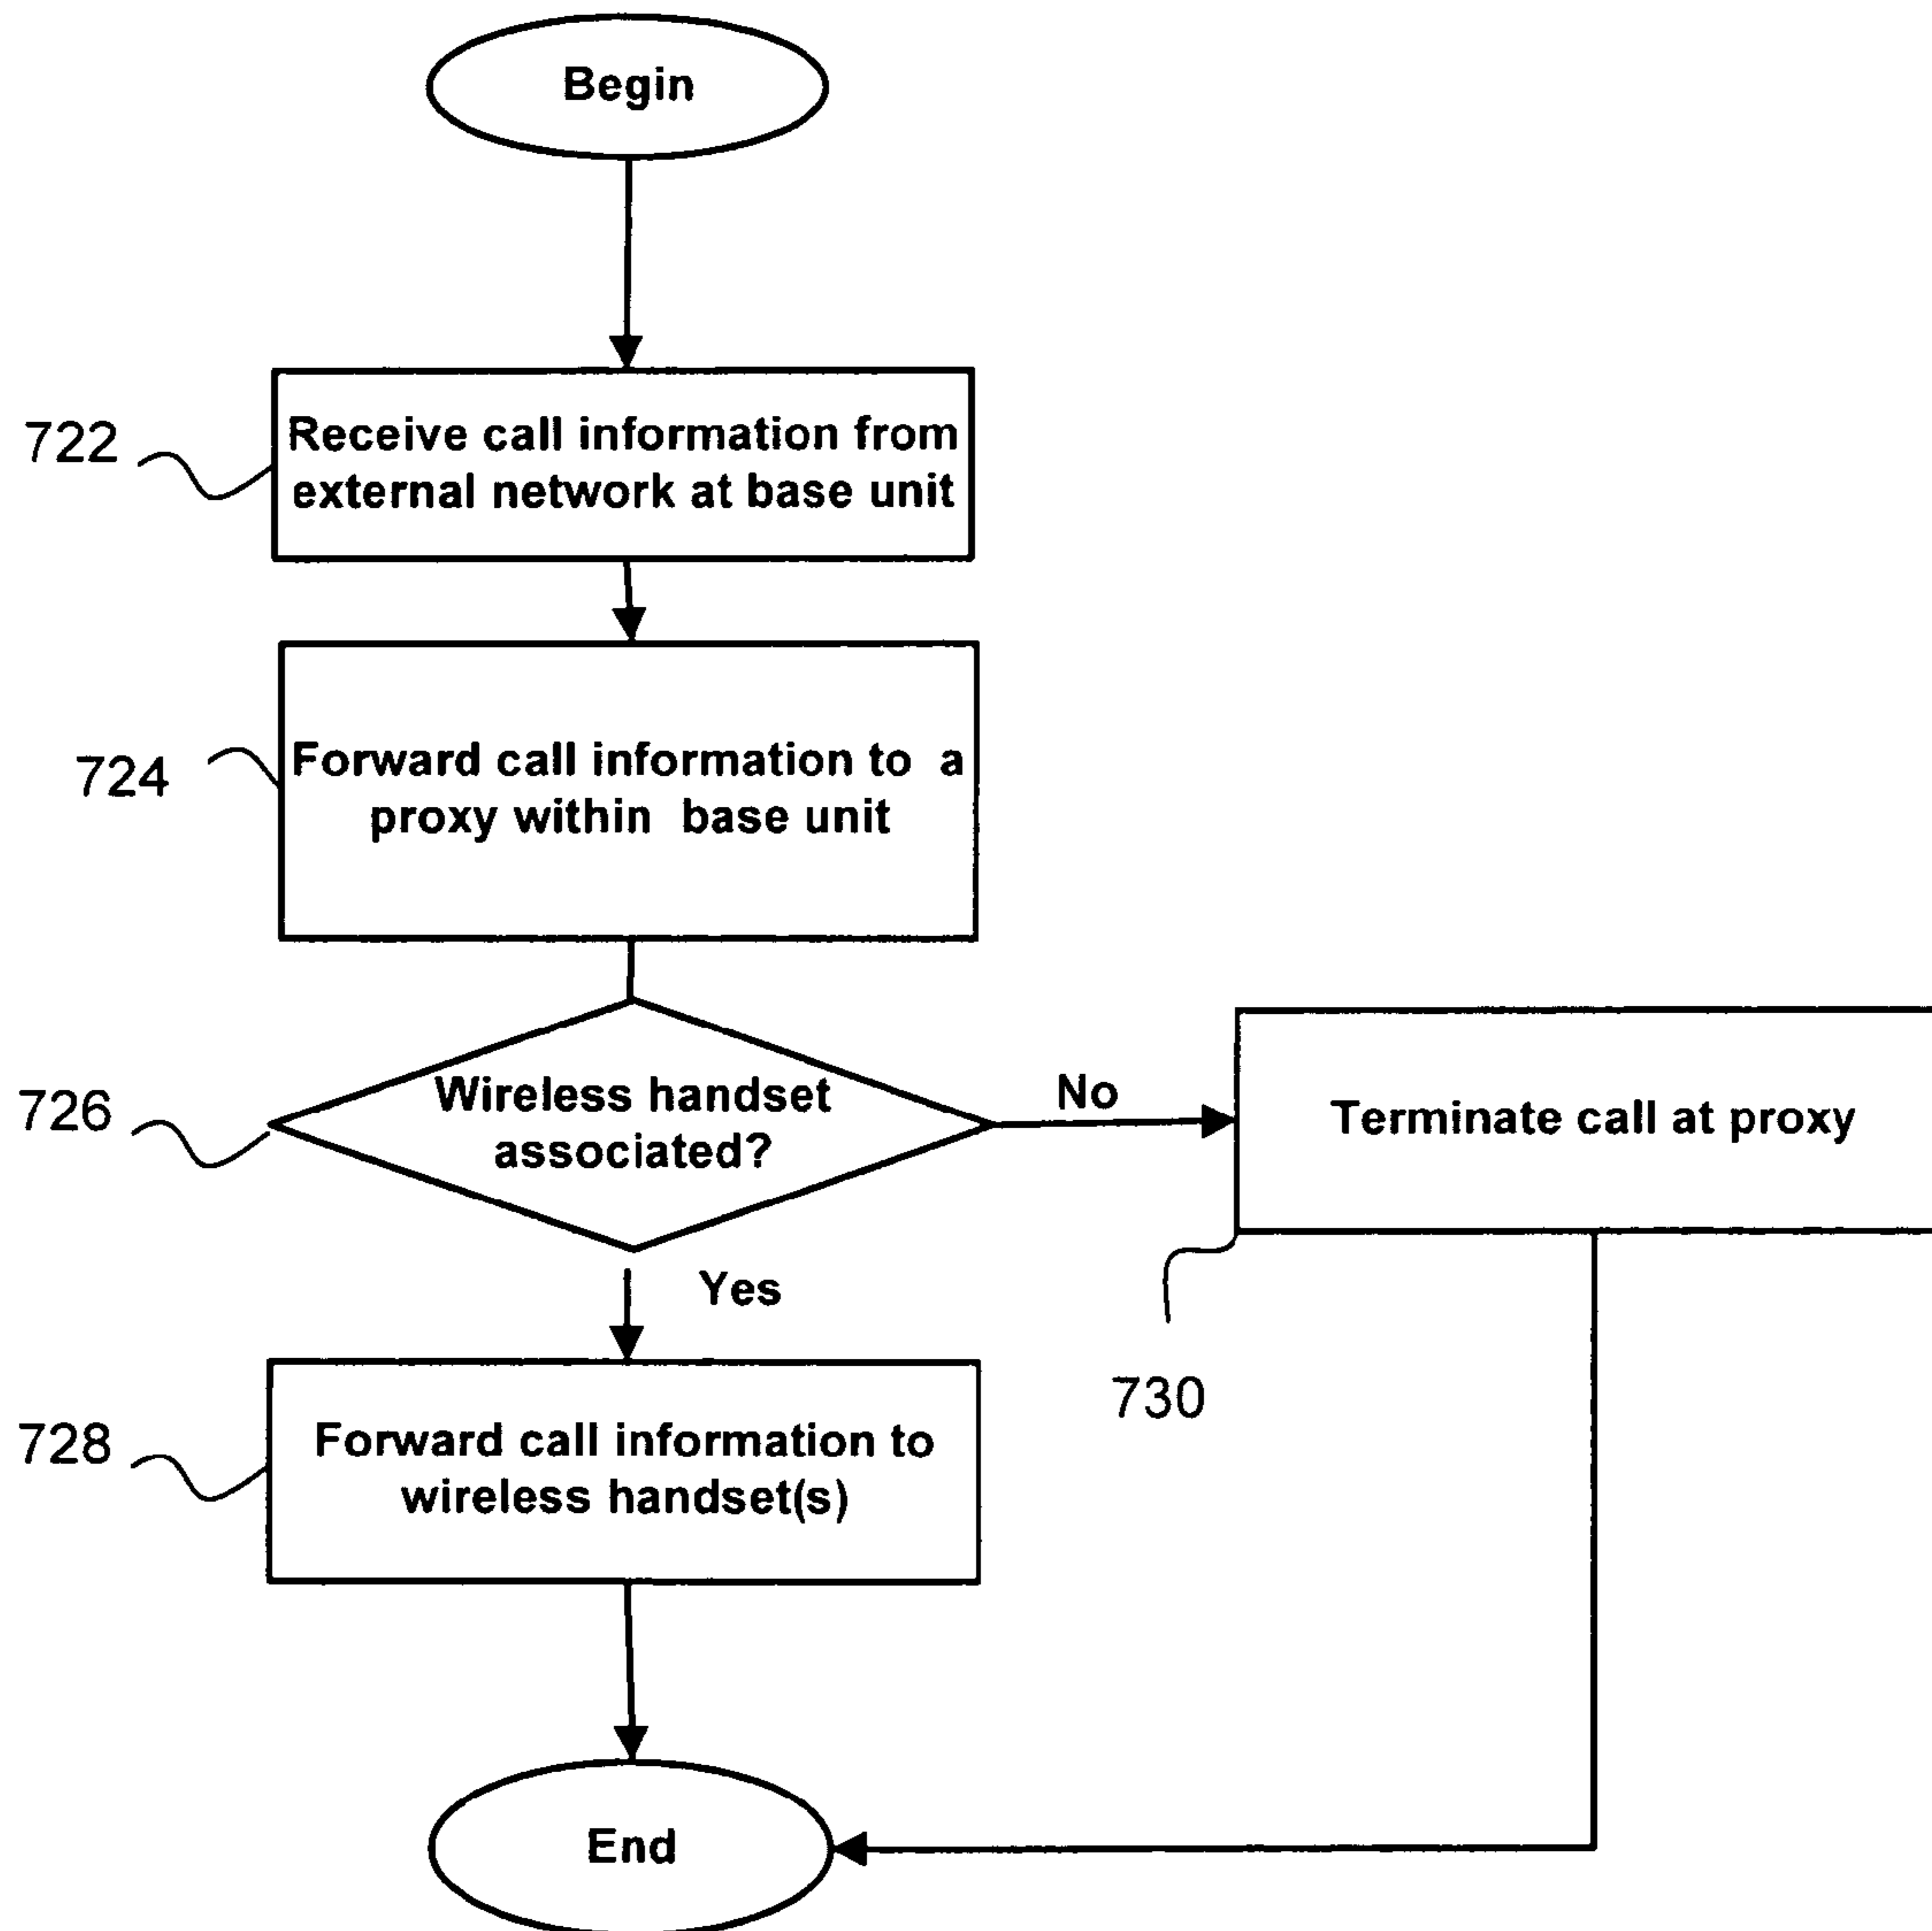 Begin
722
Receive call information from
external network at base unit
724
Forward call information to a
proxy within base unit
726
Wireless handset
associated?
No
Terminate call at proxy
Yes
730
728
Forward call information to
wireless handset(s)
End